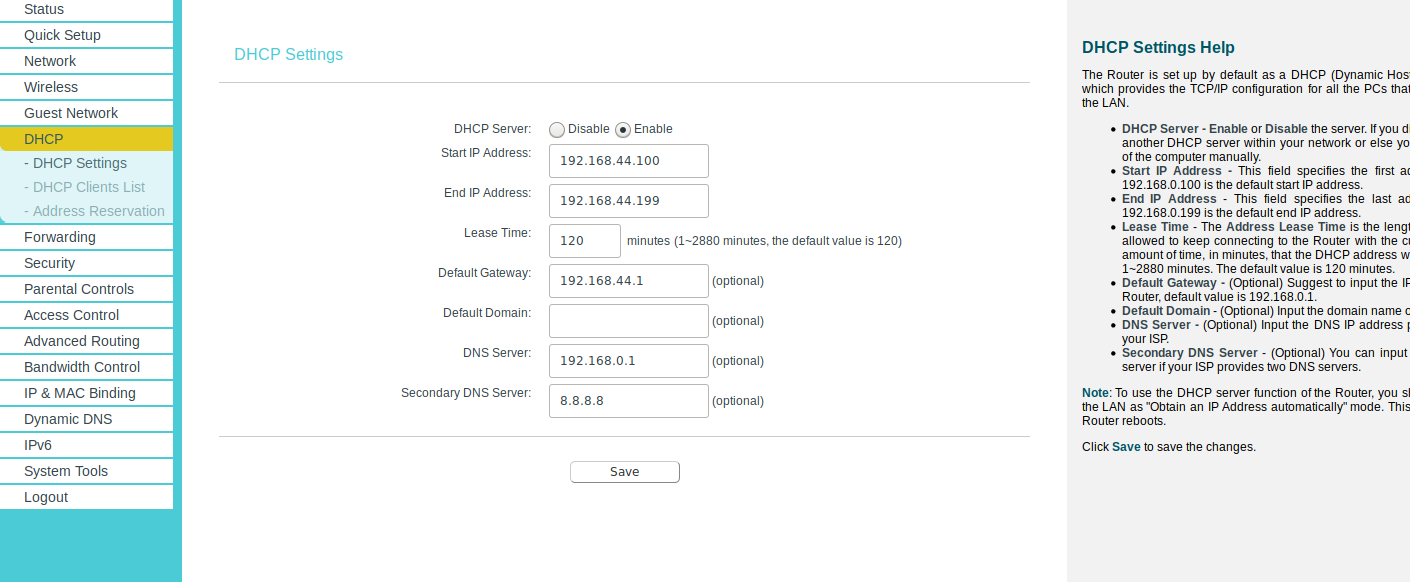 Status
Quick Setup
Network
Wireless
Guest Network
DHCP
- DHCP Settings
- DHCP Clients List
- Address Reservation
Forwarding
Security
Parental Controls
Access Control
Advanced Routing
Bandwidth Control
IP & MAC Binding
Dynamic DNS
IPv6
System Tools
Logout
DHCP Settings
DHCP Server: Disable Enable
Start IP Address: 192.168.44.100
End IP Address: 192.168.44.199
Lease Time: 120 minutes (1~2880 minutes, the default value is 120)
Default Gateway: 192.168.44.1 (optional)
Default Domain: (optional)
DNS Server: 192.168.0.1 (optional)
Secondary DNS Server: 8.8.8.8 (optional)
Save
DHCP Settings Help
The Router is set up by default as a DHCP (Dynamic Host
which provides the TCP/IP configuration for all the PCs that
the LAN.
• DHCP Server - Enable or Disable the server. If you di
another DHCP server within your network or else yo
of the computer manually.
• Start IP Address - This field specifies the first ad
192.168.0.100 is the default start IP address.
• End IP Address - This field specifies the last ad
192.168.0.199 is the default end IP address.
• Lease Time - The Address Lease Time is the lengt
allowed to keep connecting to the Router with the cu
amount of time, in minutes, that the DHCP address w
1~2880 minutes. The default value is 120 minutes.
• Default Gateway - (Optional) Suggest to input the IP
Router, default value is 192.168.0.1.
• Default Domain - (Optional) Input the domain name o
• DNS Server - (Optional) Input the DNS IP address p
your ISP.
• Secondary DNS Server - (Optional) You can input
server if your ISP provides two DNS servers.
Note: To use the DHCP server function of the Router, you sh
the LAN as "Obtain an IP Address automatically" mode. This
Router reboots.
Click Save to save the changes.